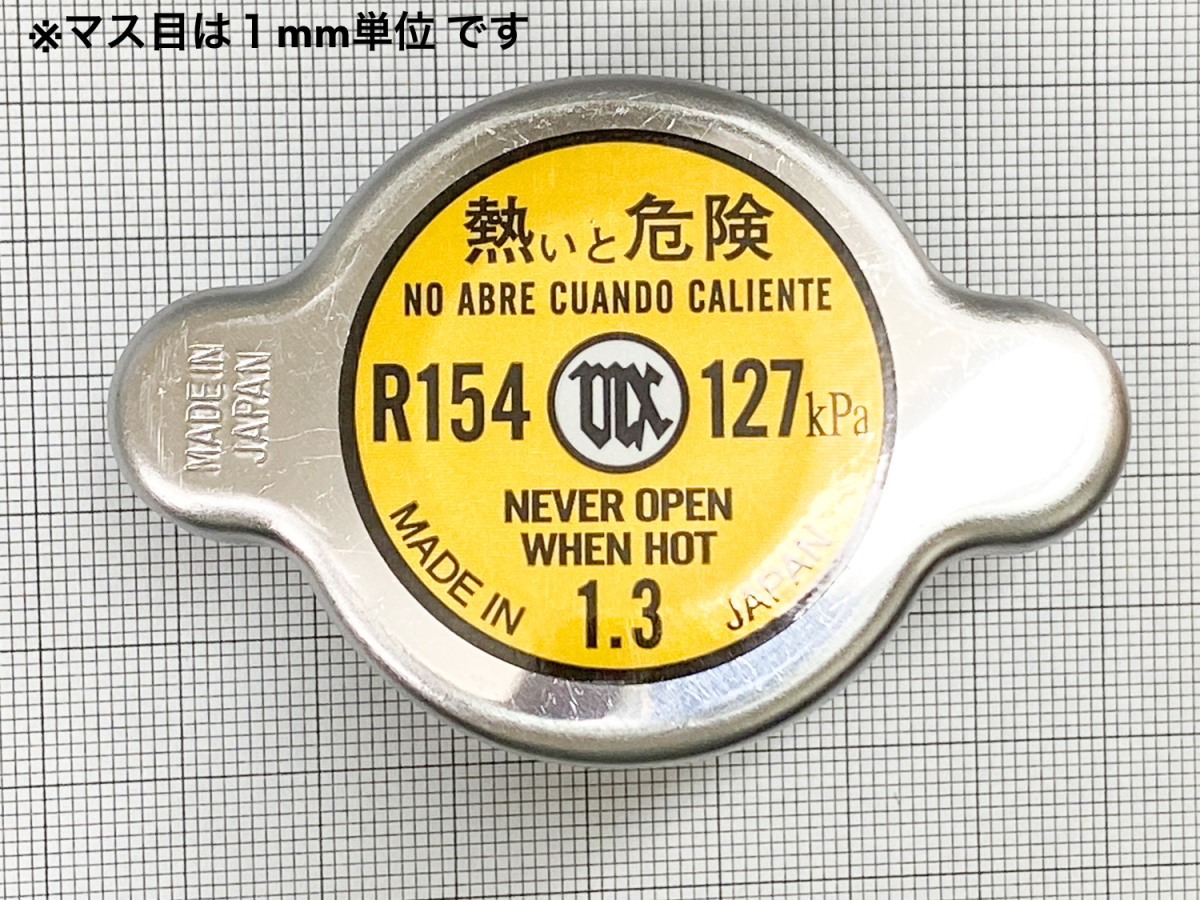 ※マス目は1mm単位 です
熱いと危険
NO ABRE CUANDO CALIENTE
R154 127kPa
NEVER OPEN
WHEN HOT
1.3
MADE IN JAPAN
MADE IN
JAPAN